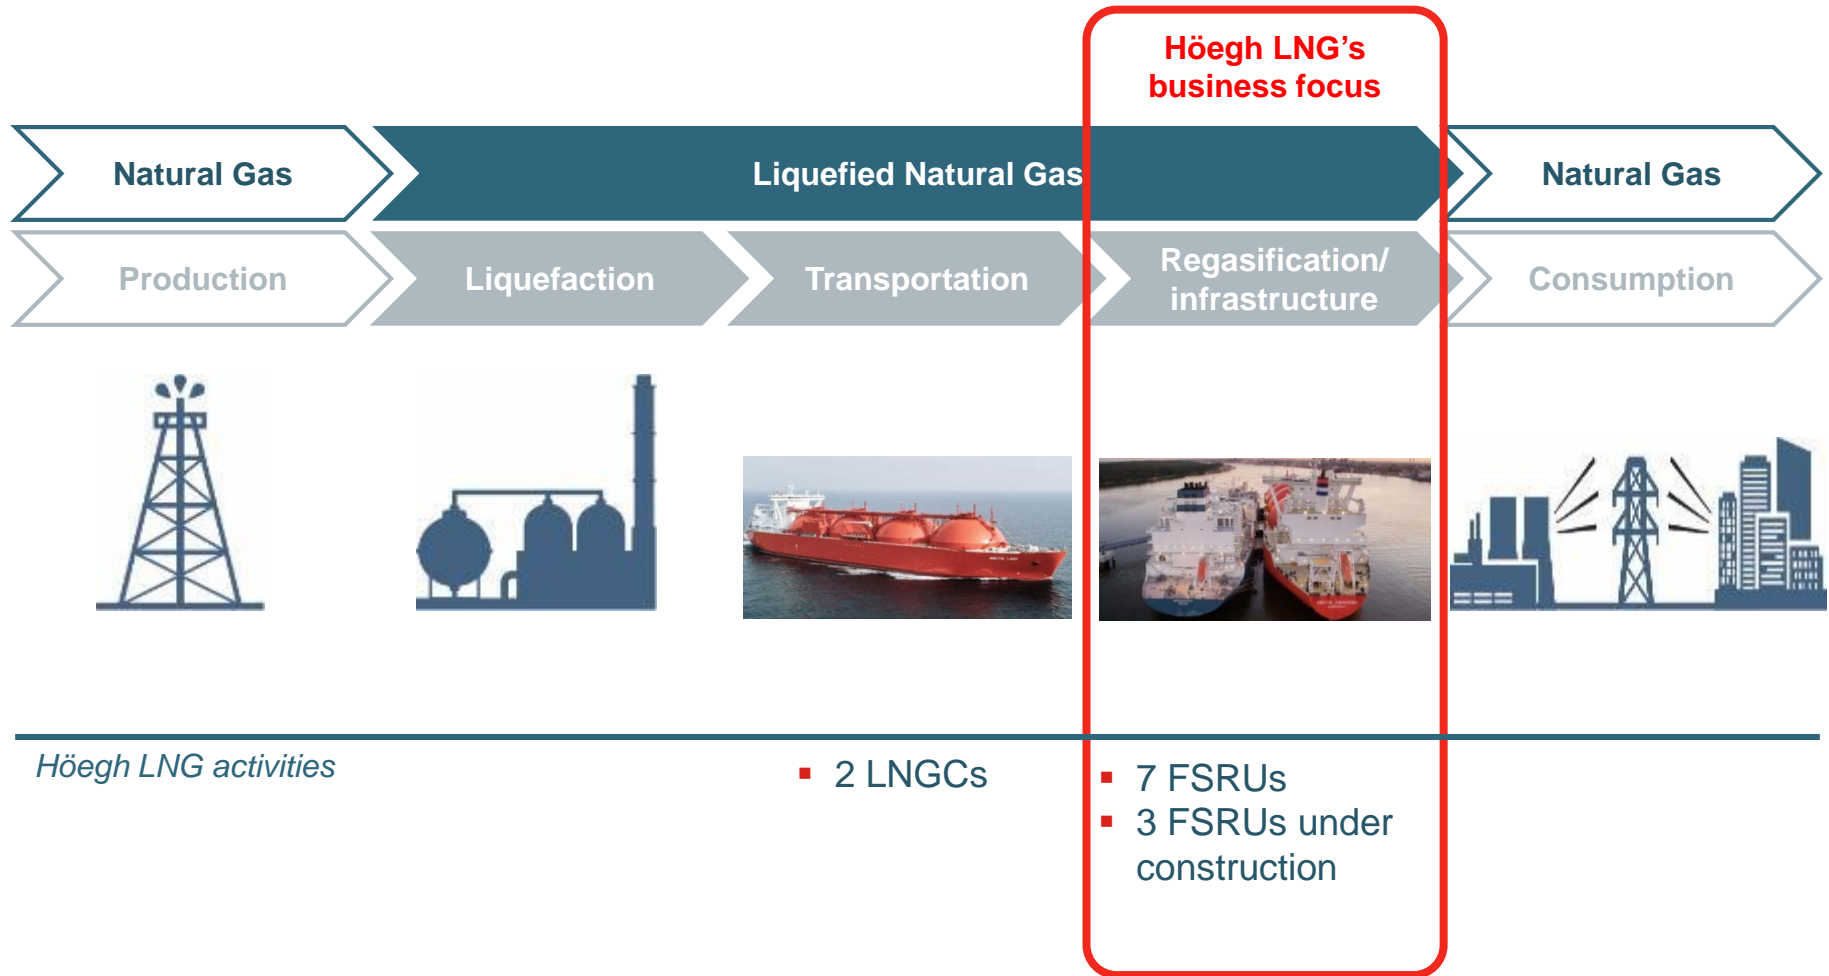 Höegh LNG’s
business focus
Natural Gas
Liquefied Natural Gas
Natural Gas
Production
Liquefaction
Transportation
Regasification/
infrastructure
Consumption
Höegh LNG activities
▪ 2 LNGCs
▪ 7 FSRUs
▪ 3 FSRUs under
construction